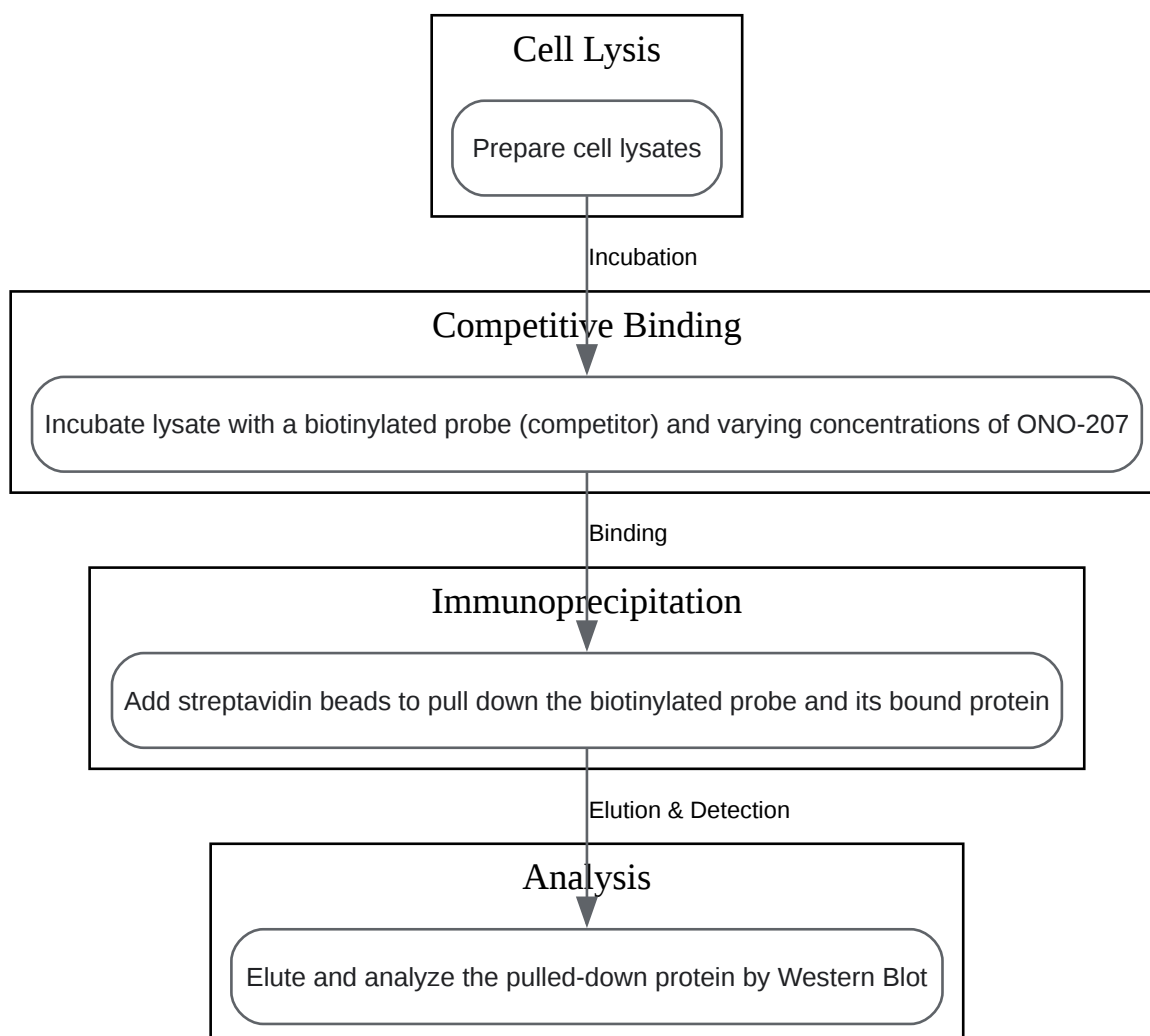 Cell Lysis
Prepare cell lysates
Incubation
Competitive Binding
Incubate lysate with a biotinylated probe (competitor) and varying concentrations of ONO-207
Binding
Immunoprecipitation
Add streptavidin beads to pull down the biotinylated probe and its bound protein
Elution & Detection
Analysis
Elute and analyze the pulled-down protein by Western Blot